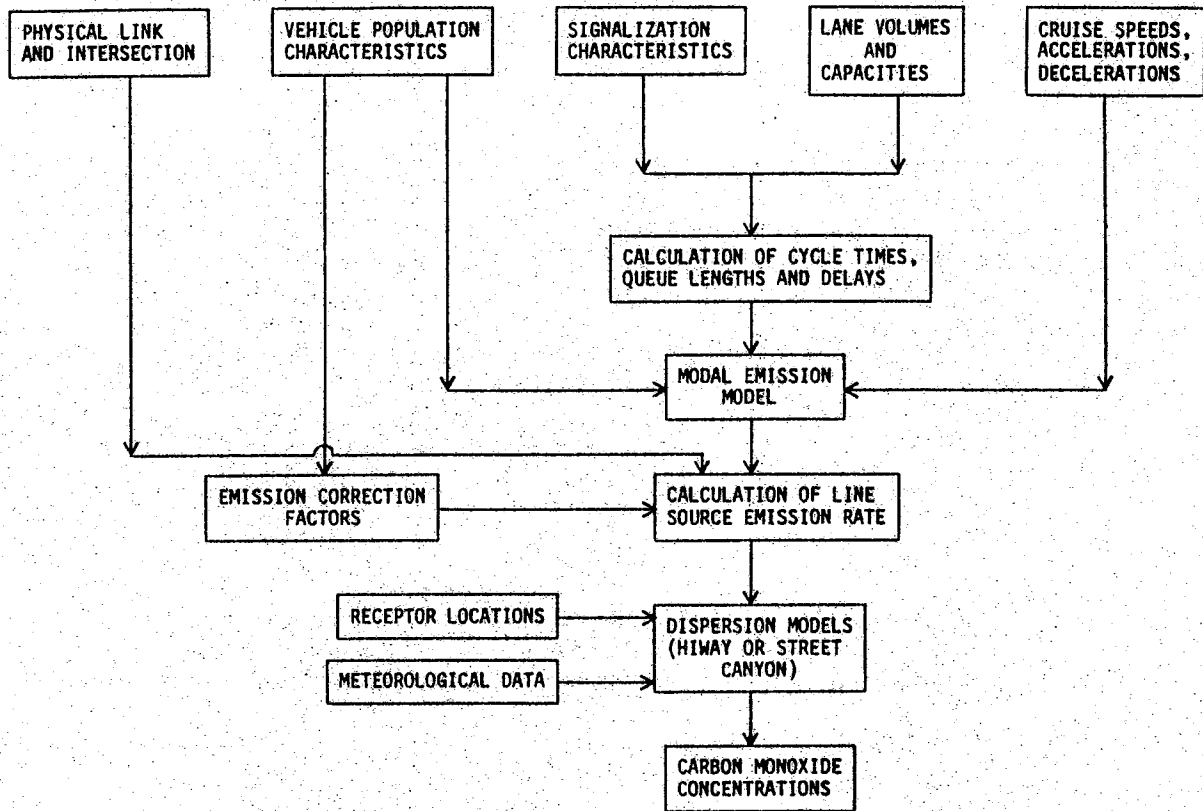 PHYSICAL LINK
AND INTERSECTION
VEHICLE POPULATION
CHARACTERISTICS
SIGNALIZATION
CHARACTERISTICS
LANE VOLUMES
AND
CAPACITIES
CRUISE SPEEDS,
ACCELERATIONS,
DECELERATIONS
CALCULATION OF CYCLE TIMES,
QUEUE LENGTHS AND DELAYS
MODAL EMISSION
MODEL
EMISSION CORRECTION
FACTORS
CALCULATION OF LINE
SOURCE EMISSION RATE
RECEPTOR LOCATIONS
METEOROLOGICAL DATA
DISPERSION MODELS
(HIWAY OR STREET
CANYON)
CARBON MONOXIDE
CONCENTRATIONS